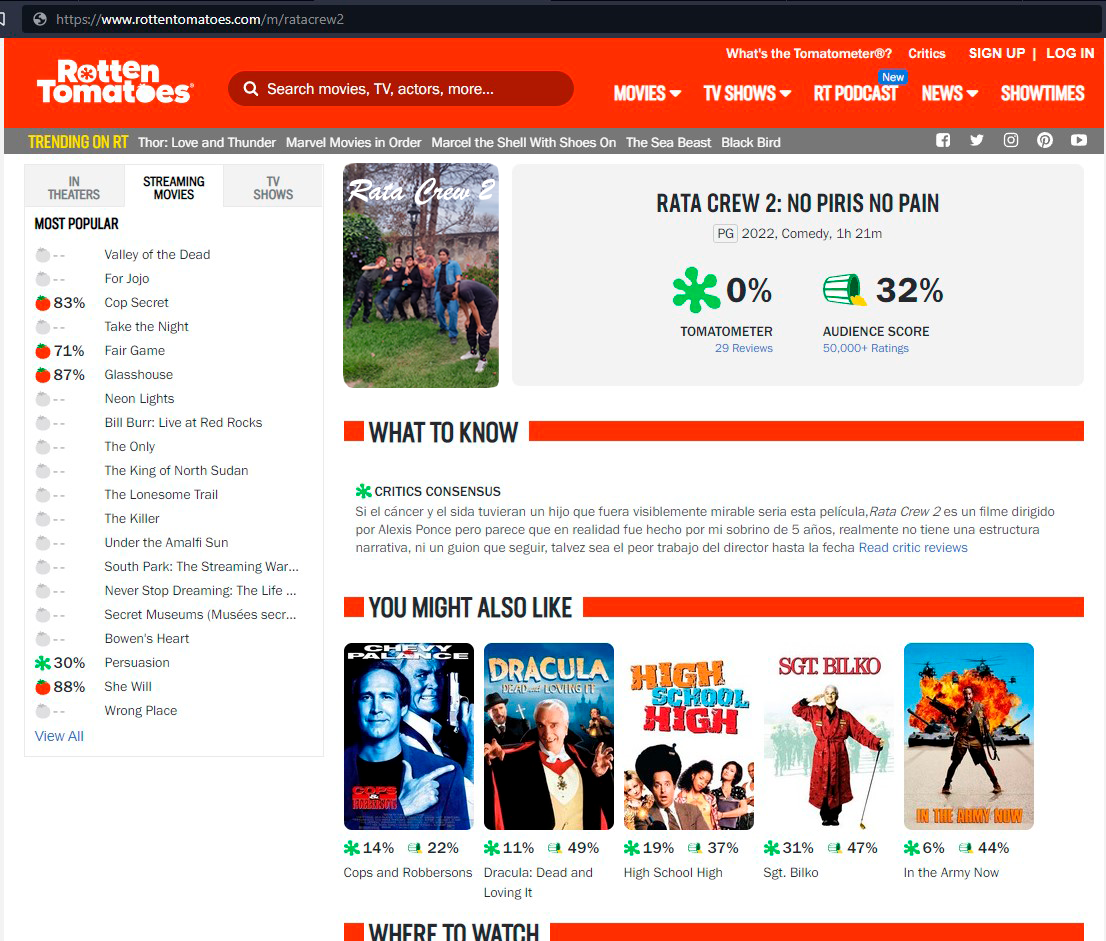 https://www.rottentomatoes.com/m/ratacrew2
What's the Tomatometer®? Critics SIGN UP | LOG IN
Rotten
Tomatoes®
Search movies, TV, actors, more...
New
MOVIES TV SHOWS RT PODCAST NEWS SHOWTIMES
TRENDING ON RT Thor: Love and Thunder Marvel Movies in Order Marcel the Shell With Shoes On The Sea Beast Black Bird
IN
THEATERS
STREAMING
MOVIES
TV
SHOWS
MOST POPULAR
-- Valley of the Dead
-- For Jojo
83% Cop Secret
-- Take the Night
71% Fair Game
87% Glasshouse
-- Neon Lights
-- Bill Burr: Live at Red Rocks
-- The Only
-- The King of North Sudan
-- The Lonesome Trail
-- The Killer
-- Under the Amalfi Sun
-- South Park: The Streaming War...
-- Never Stop Dreaming: The Life ...
-- Secret Museums (Musées secr...
-- Bowen's Heart
30% Persuasion
88% She Will
-- Wrong Place
View All
Rata Crew 2
RATA CREW 2: NO PIRIS NO PAIN
PG 2022, Comedy, 1h 21m
0% 32%
TOMATOMETER AUDIENCE SCORE
29 Reviews 50,000+ Ratings
WHAT TO KNOW
CRITICS CONSENSUS
Si el cáncer y el sida tuvieran un hijo que fuera visiblemente mirable seria esta película,Rata Crew 2 es un filme dirigido
por Alexis Ponce pero parece que en realidad fue hecho por mi sobrino de 5 años, realmente no tiene una estructura
narrativa, ni un guion que seguir, talvez sea el peor trabajo del director hasta la fecha Read critic reviews
YOU MIGHT ALSO LIKE
CHEVY
PALANCE
COPS
&
ROBBERSONS
DRACULA
DEAD and LOVING IT
HIGH
SCHOOL
HIGH
SGT. BILKO
IN THE ARMY NOW
14% 22% 11% 49% 19% 37% 31% 47% 6% 44%
Cops and Robbersons Dracula: Dead and High School High Sgt. Bilko In the Army Now
Loving It
WHERE TO WATCH